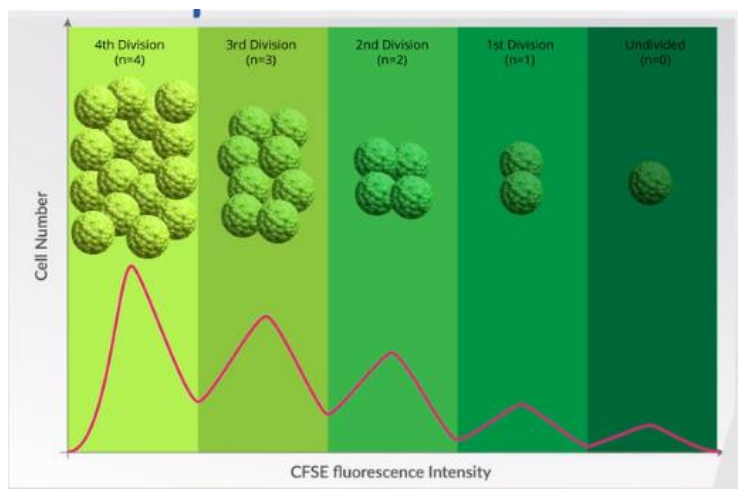 4th Division
(n=4)
3rd Division
(n=3)
2nd Division
(n=2)
1st Division
(n=1)
Undivided
(n=0)
Cell Number
CFSE fluorescence Intensity